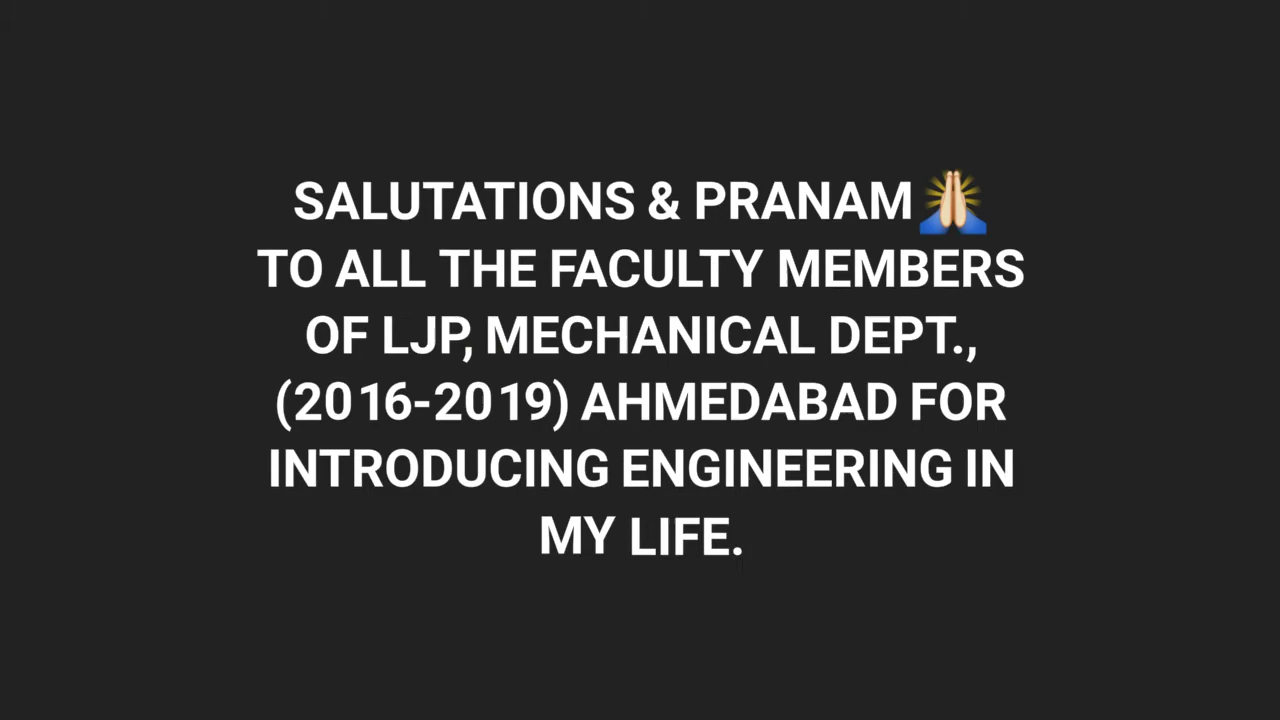 SALUTATIONS & PRANAM🙏
TO ALL THE FACULTY MEMBERS
OF LJP, MECHANICAL DEPT.,
(2016-2019) AHMEDABAD FOR
INTRODUCING ENGINEERING IN
MY LIFE.